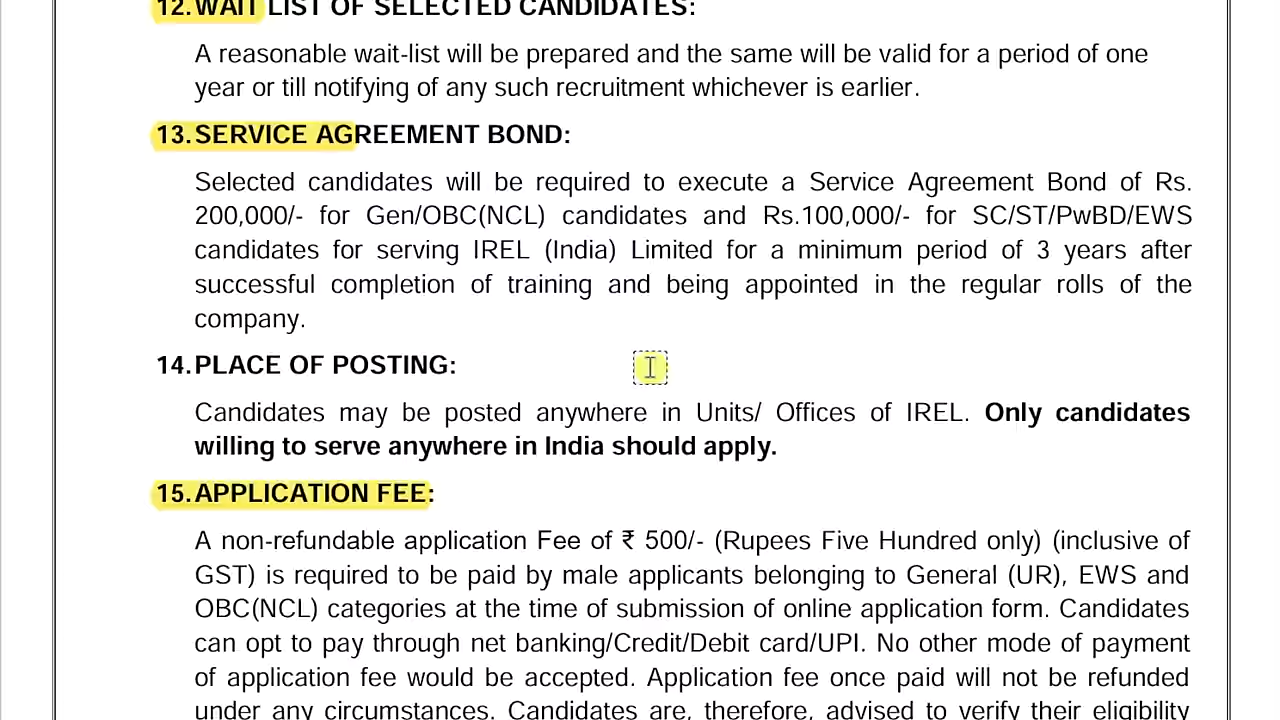 12. WAIT LIST OF SELECTED CANDIDATES:
A reasonable wait-list will be prepared and the same will be valid for a period of one
year or till notifying of any such recruitment whichever is earlier.
13. SERVICE AGREEMENT BOND:
Selected candidates will be required to execute a Service Agreement Bond of Rs.
200,000/- for Gen/OBC(NCL) candidates and Rs.100,000/- for SC/ST/PwBD/EWS
candidates for serving IREL (India) Limited for a minimum period of 3 years after
successful completion of training and being appointed in the regular rolls of the
company.
14. PLACE OF POSTING:
Candidates may be posted anywhere in Units/ Offices of IREL. Only candidates
willing to serve anywhere in India should apply.
15. APPLICATION FEE:
A non-refundable application Fee of ₹ 500/- (Rupees Five Hundred only) (inclusive of
GST) is required to be paid by male applicants belonging to General (UR), EWS and
OBC(NCL) categories at the time of submission of online application form. Candidates
can opt to pay through net banking/Credit/Debit card/UPI. No other mode of payment
of application fee would be accepted. Application fee once paid will not be refunded
under any circumstances. Candidates are, therefore, advised to verify their eligibility